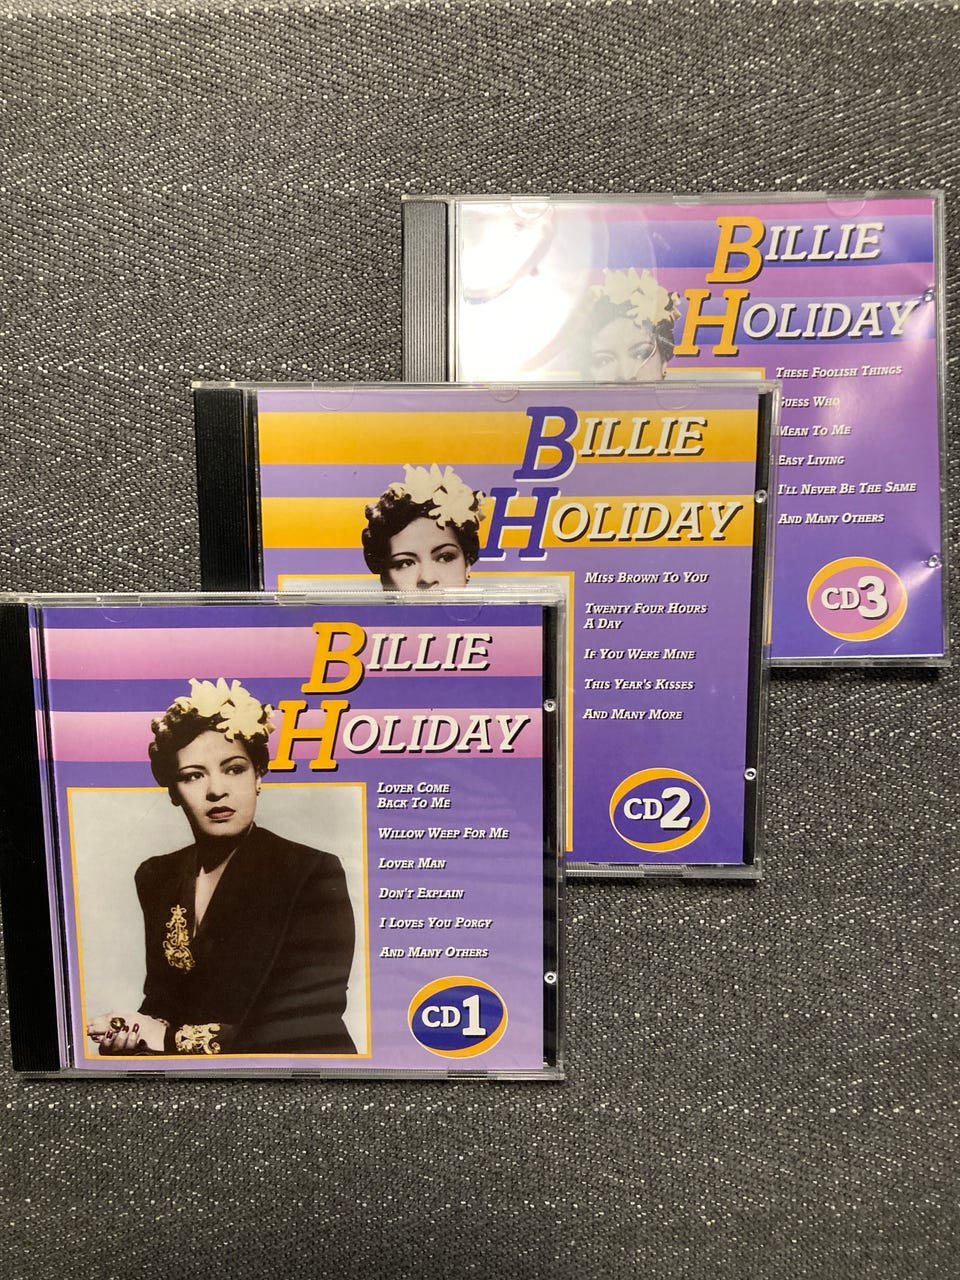 Billie
Holiday
These Foolish Things
Guess Who
Mean To Me
Easy Living
I'll Never Be The Same
And Many Others
CD3
Billie
Holiday
Miss Brown To You
Twenty Four Hours
A Day
If You Were Mine
This Year's Kisses
And Many More
CD2
Billie
Holiday
Lover Come
Back To Me
Willow Weep For Me
Lover Man
Don't Explain
I Loves You Porgy
And Many Others
CD1